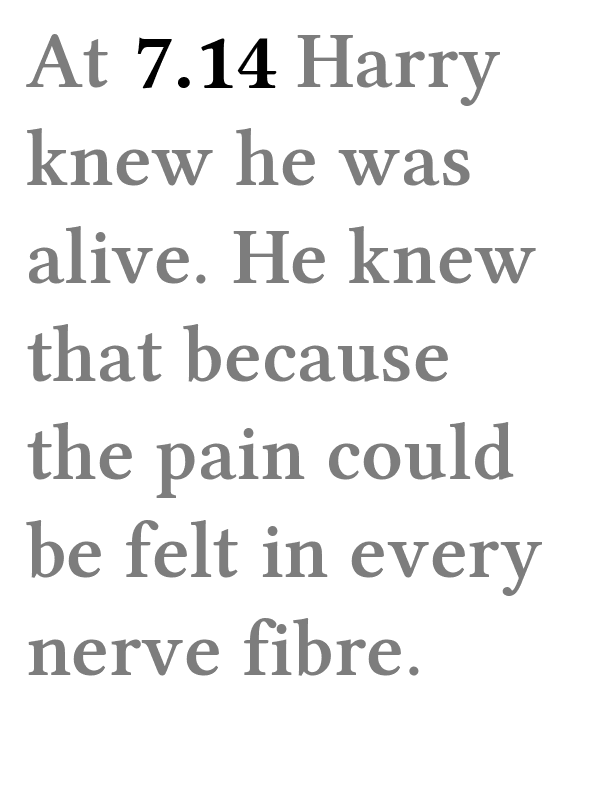 At 7.14 Harry
knew he was
alive. He knew
that because
the pain could
be felt in every
nerve fibre.